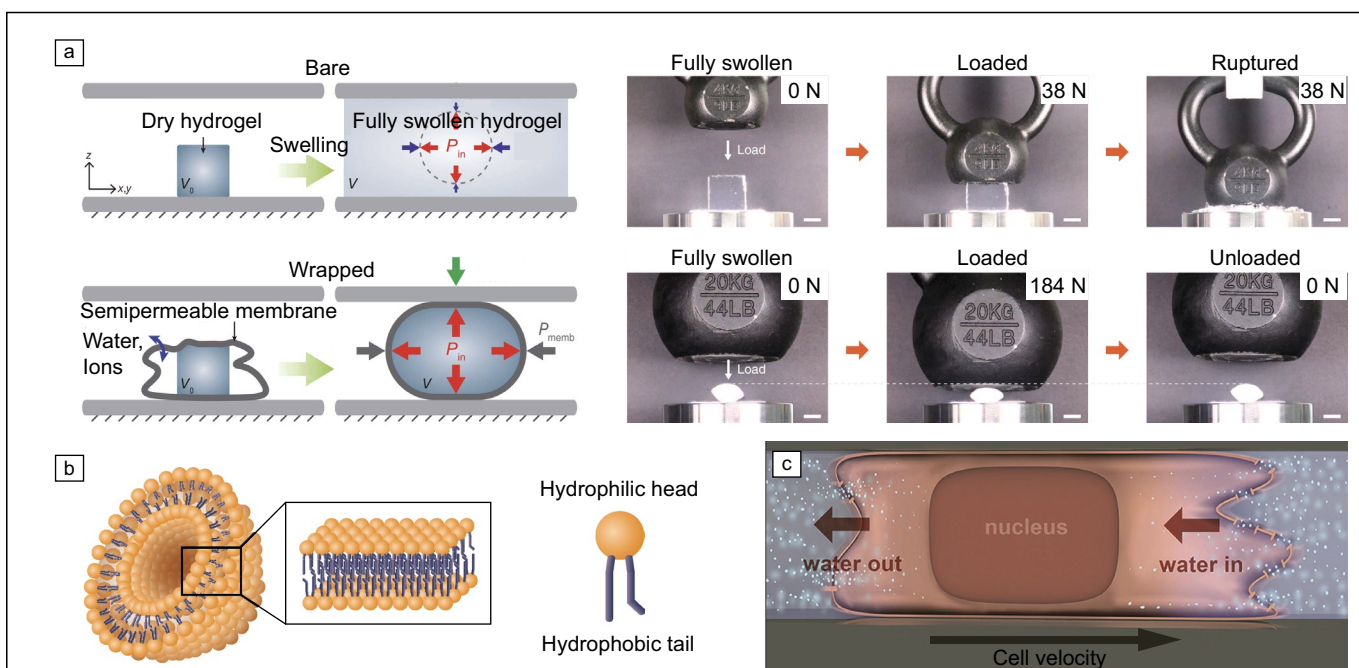 a
Bare
Dry hydrogel
Swelling
Fully swollen hydrogel
P in
V₀
V
z
x,y
Fully swollen
0 N
Load
Loaded
38 N
Ruptured
38 N
Wrapped
Semipermeable membrane
Water,
Ions
V₀
P in
P memb
V
Fully swollen
20KG
44LB
0 N
Load
Loaded
20KG
44LB
184 N
Unloaded
20KG
44LB
0 N
b
Hydrophilic head
Hydrophobic tail
c
nucleus
water out
water in
Cell velocity